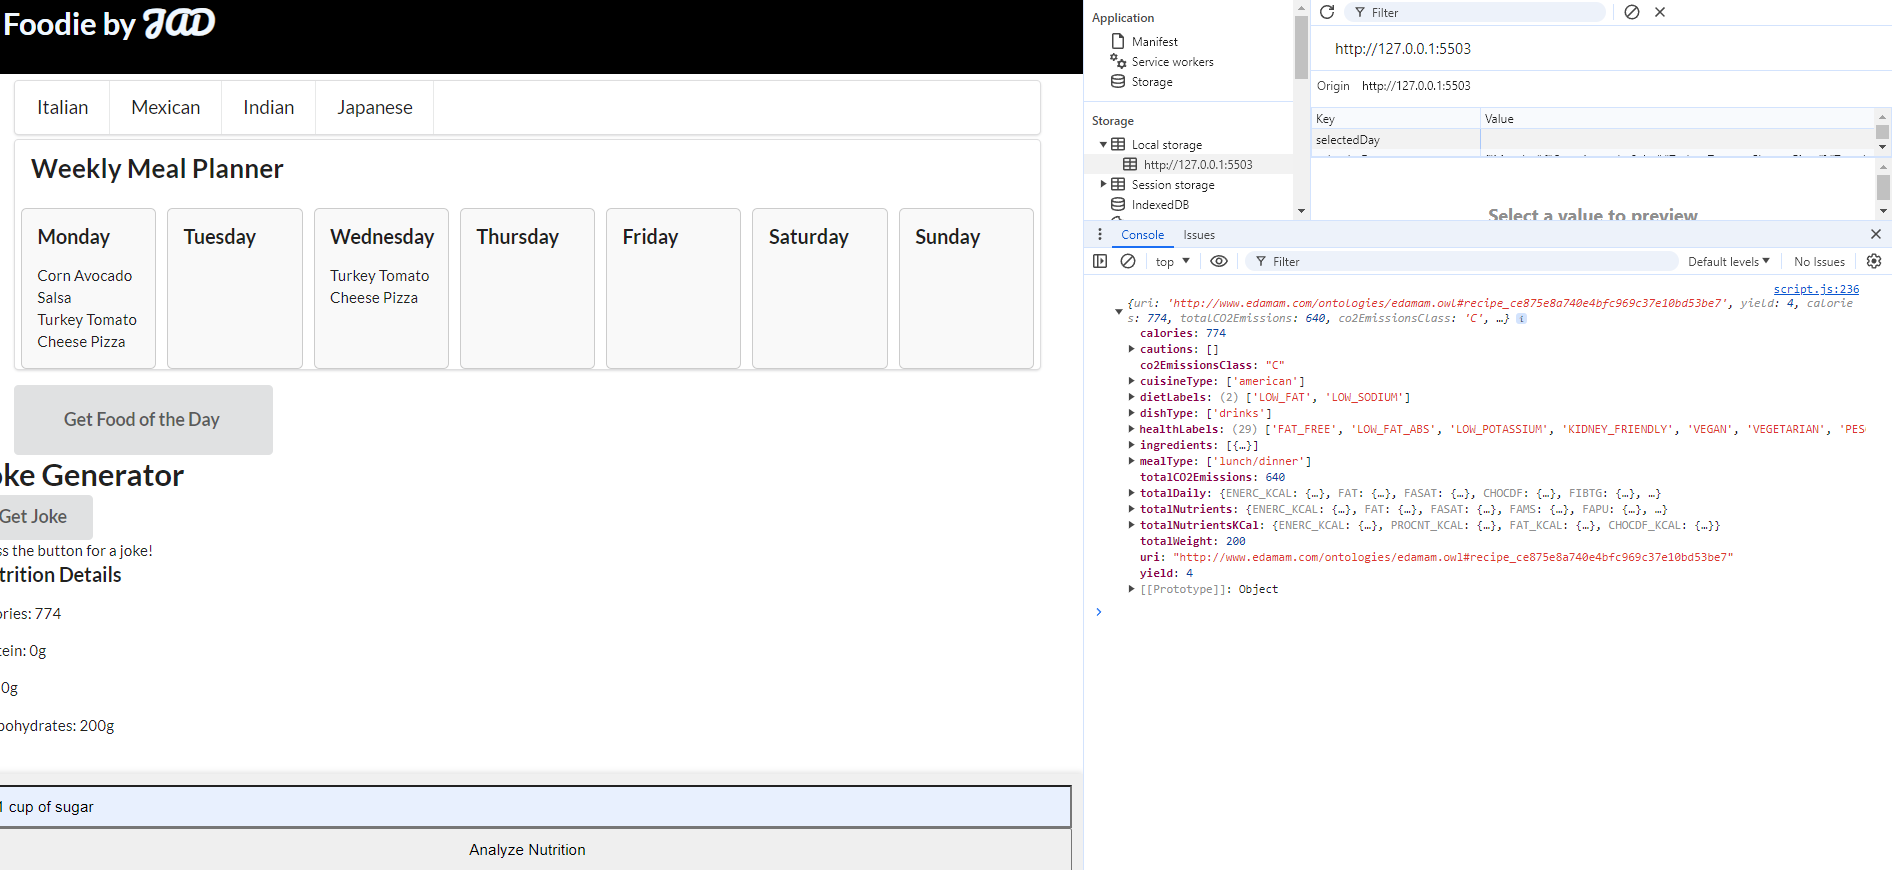 Foodie by JAD
Italian
Mexican
Indian
Japanese
Weekly Meal Planner
Monday
Corn Avocado
Salsa
Turkey Tomato
Cheese Pizza
Tuesday
Wednesday
Turkey Tomato
Cheese Pizza
Thursday
Friday
Saturday
Sunday
Get Food of the Day
oke Generator
Get Joke
ss the button for a joke!
trition Details
ories: 774
tein: 0g
0g
bohydrates: 200g
1 cup of sugar
Analyze Nutrition
Application
Manifest
Service workers
Storage
Storage
Local storage
http://127.0.0.1:5503
Session storage
IndexedDB
Filter
http://127.0.0.1:5503
Origin http://127.0.0.1:5503
Key Value
selectedDay
Select a value to preview
Console Issues
top Filter Default levels No Issues
script.js:236
{uri: 'http://www.edamam.com/ontologies/edamam.owl#recipe_ce875e8a740e4bfc969c37e10bd53be7', yield: 4, calorie
s: 774, totalCO2Emissions: 640, co2EmissionsClass: 'C', …} i
calories: 774
cautions: []
co2EmissionsClass: "C"
cuisineType: ['american']
dietLabels: (2) ['LOW_FAT', 'LOW_SODIUM']
dishType: ['drinks']
healthLabels: (29) ['FAT_FREE', 'LOW_FAT_ABS', 'LOW_POTASSIUM', 'KIDNEY_FRIENDLY', 'VEGAN', 'VEGETARIAN', 'PES
ingredients: [{…}]
mealType: ['lunch/dinner']
totalCO2Emissions: 640
totalDaily: {ENERC_KCAL: {…}, FAT: {…}, FASAT: {…}, CHOCDF: {…}, FIBTG: {…}, …}
totalNutrients: {ENERC_KCAL: {…}, FAT: {…}, FASAT: {…}, FAMS: {…}, FAPU: {…}, …}
totalNutrientsKCal: {ENERC_KCAL: {…}, PROCNT_KCAL: {…}, FAT_KCAL: {…}, CHOCDF_KCAL: {…}}
totalWeight: 200
uri: "http://www.edamam.com/ontologies/edamam.owl#recipe_ce875e8a740e4bfc969c37e10bd53be7"
yield: 4
[[Prototype]]: Object